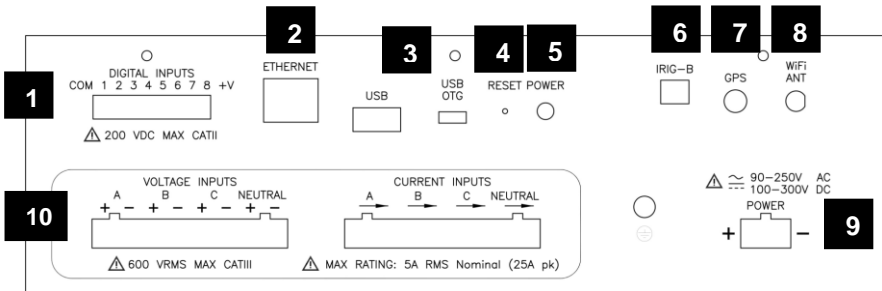 1
2
3
4
5
6
7
8
DIGITAL INPUTS
COM 1 2 3 4 5 6 7 8 +V
200 VDC MAX CATII
ETHERNET
USB
USB
OTG
RESET
POWER
IRIG-B
GPS
WiFi
ANT
10
VOLTAGE INPUTS
A B C NEUTRAL
+ - + - + - + -
600 VRMS MAX CATIII
CURRENT INPUTS
A B C NEUTRAL
MAX RATING: 5A RMS Nominal (25A pk)
90-250V AC
100-300V DC
POWER
+ -
9